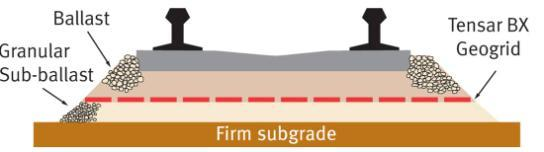 Ballast
Granular
Sub-ballast
Tensar BX
Geogrid
Firm subgrade